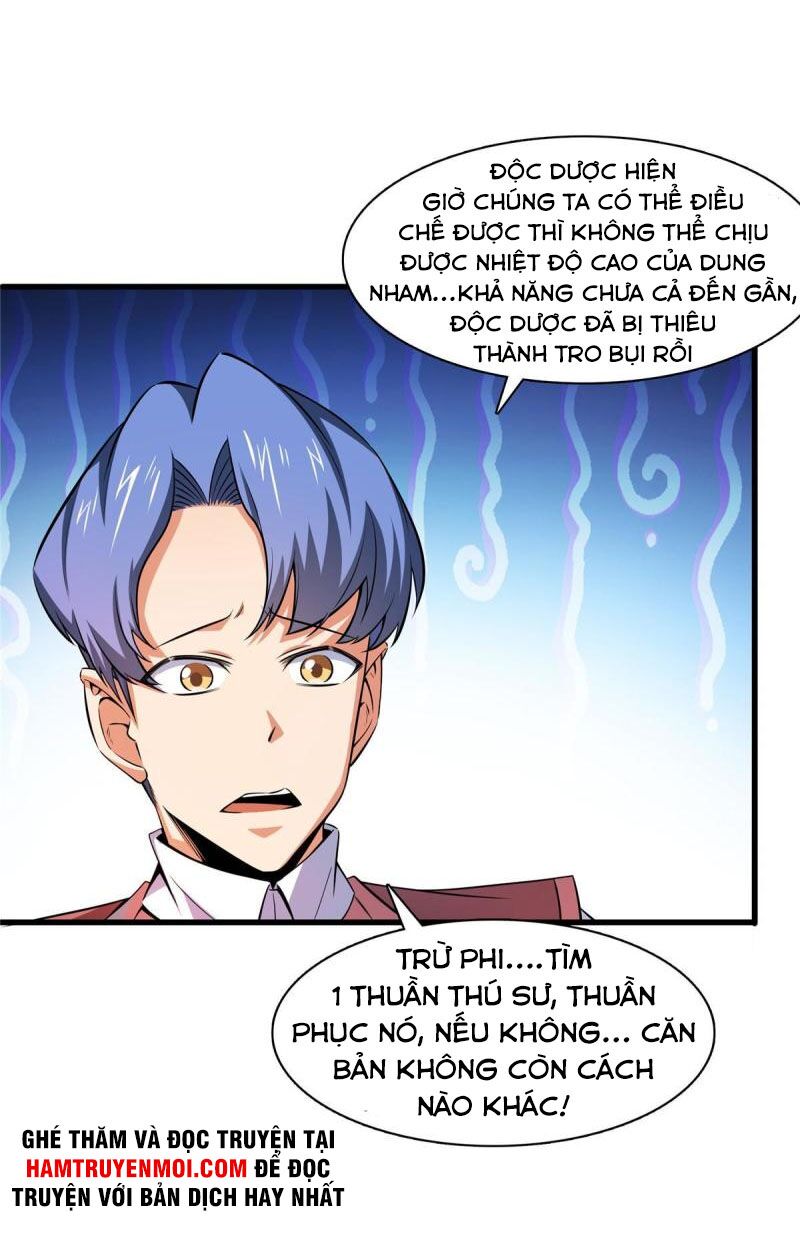 ĐỘC DƯỢC HIỆN
GIỜ CHÚNG TA CÓ THỂ ĐIỀU
CHẾ ĐƯỢC THÌ KHÔNG THỂ CHỊU
ĐƯỢC NHIỆT ĐỘ CAO CỦA DUNG
NHAM...KHẢ NĂNG CHƯA CẢ ĐẾN GẦN,
ĐỘC DƯỢC ĐÃ BỊ THIÊU
THÀNH TRO BỤI RỒI
TRỪ PHI....TÌM
1 THUẦN THÚ SƯ, THUẦN
PHỤC NÓ, NẾU KHÔNG... CĂN
BẢN KHÔNG CÒN CÁCH
NÀO KHÁC!
GHÉ THĂM VÀ ĐỌC TRUYỆN TẠI
HAMTRUYENMOI.COM ĐỂ ĐỌC
TRUYỆN VỚI BẢN DỊCH HAY NHẤT